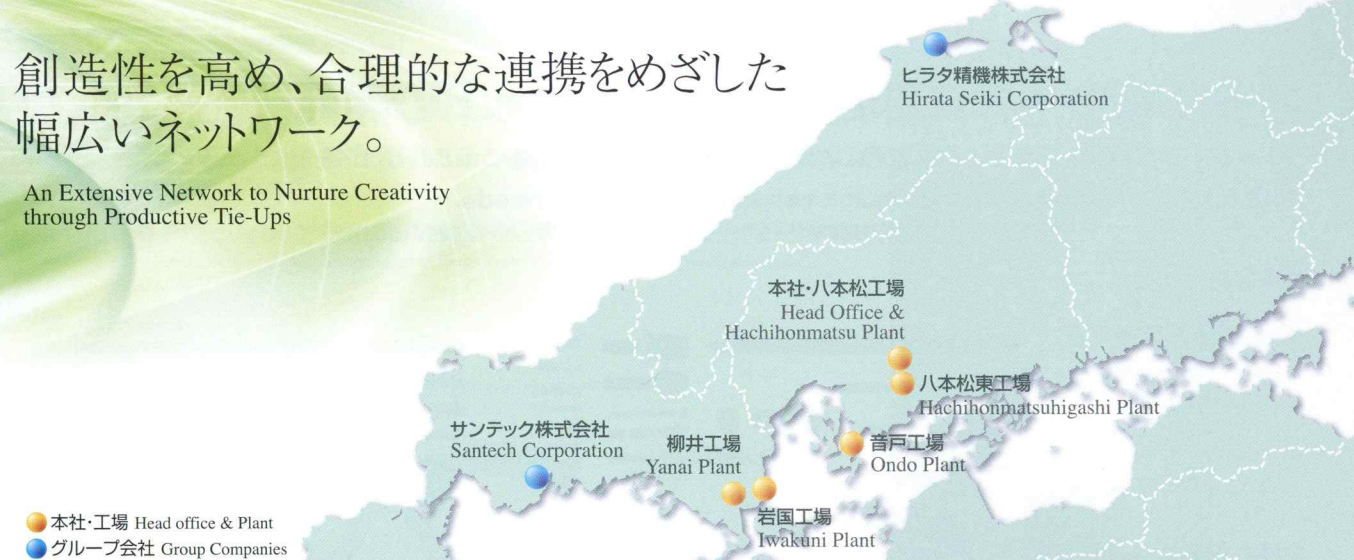 創造性を高め、合理的な連携をめざした
幅広いネットワーク。
An Extensive Network to Nurture Creativity
through Productive Tie-Ups
ヒラタ精機株式会社
Hirata Seiki Corporation
本社・八本松工場
Head Office &
Hachihonmatsu Plant
八本松東工場
Hachihonmatsuhigashi Plant
サンテック株式会社
Santech Corporation
柳井工場
Yanai Plant
音戸工場
Ondo Plant
岩国工場
Iwakuni Plant
本社・工場 Head office & Plant
グループ会社 Group Companies